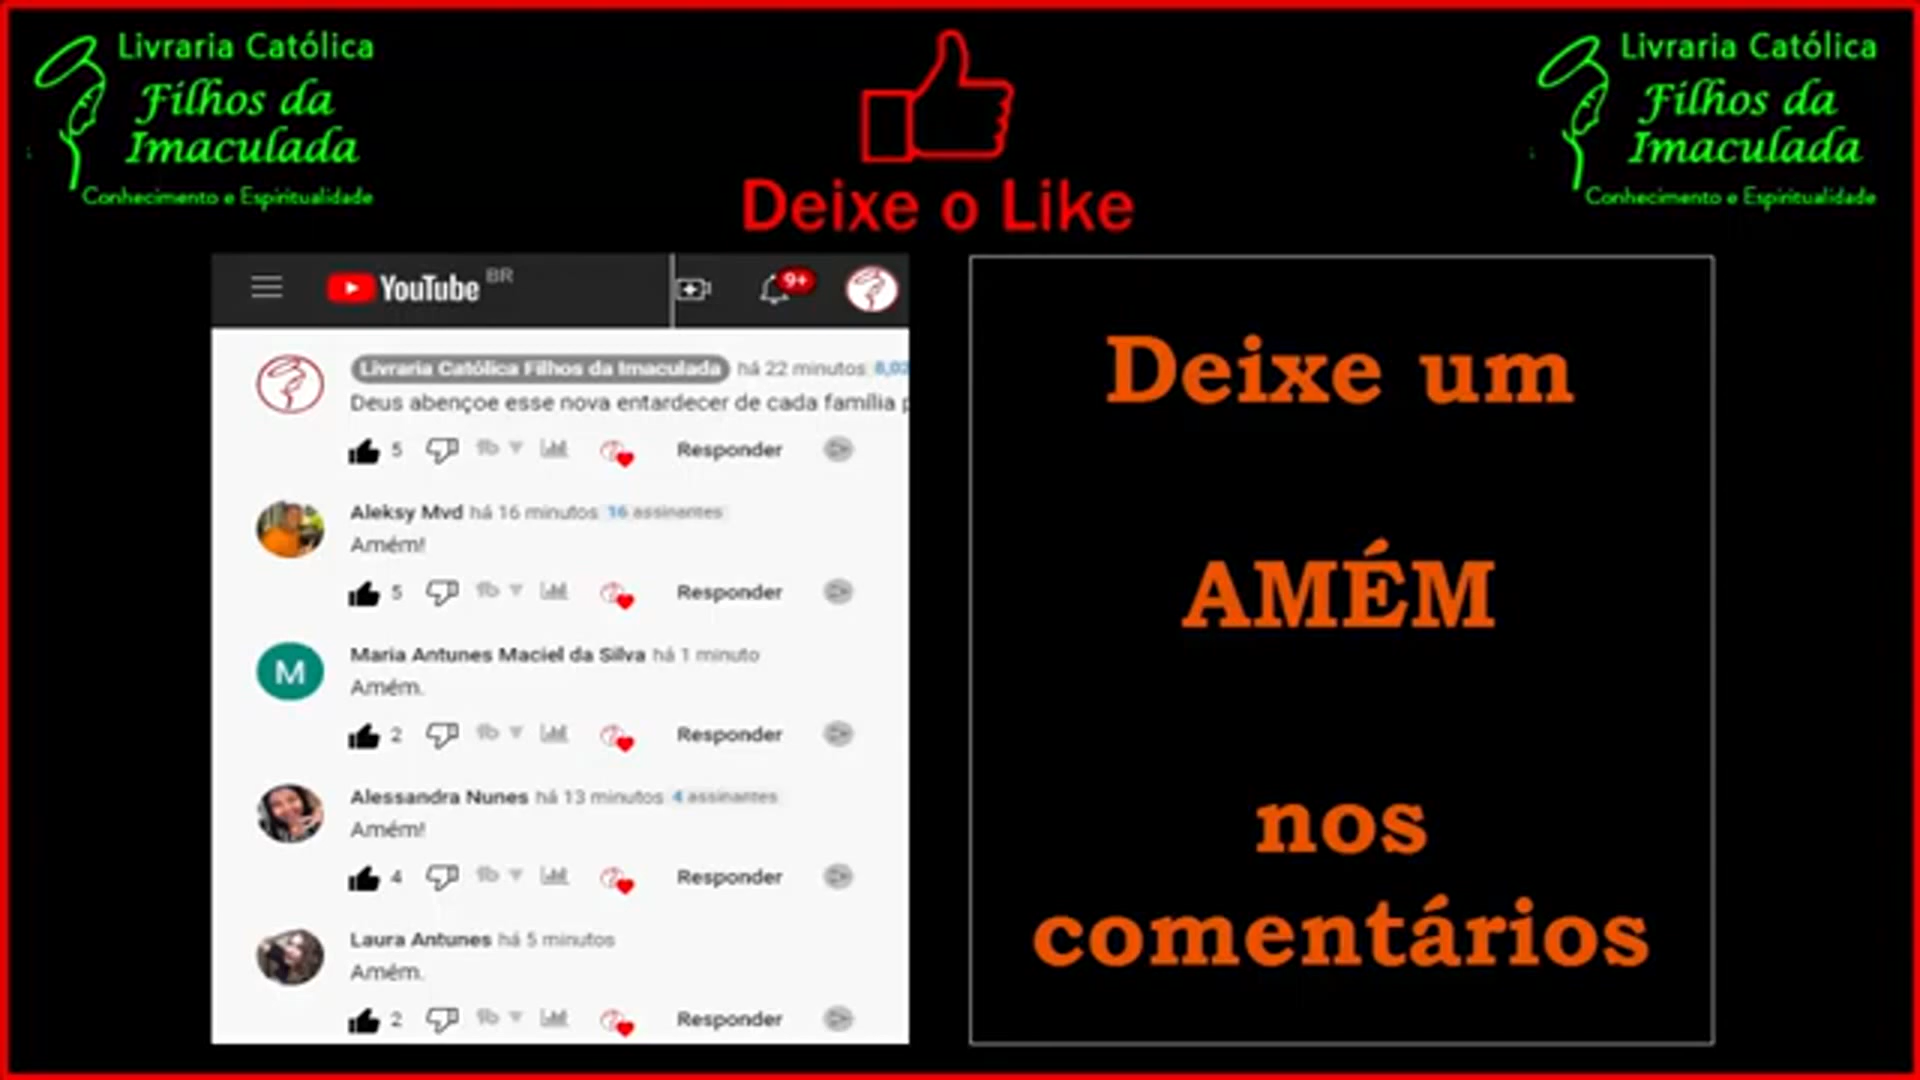 Livraria Católica
Filhos da
Imaculada
Conhecimento e Espiritualidade
Deixe o Like
Livraria Católica
Filhos da
Imaculada
Conhecimento e Espiritualidade
YouTube BR
9+
Livraria Católica Filhos da Imaculada há 22 minutos 8,02
Deus abençoe esse nova entardecer de cada família p
5 Responder
Aleksy Mvd há 16 minutos 16 assinantes
Amém!
5 Responder
M
Maria Antunes Maciel da Silva há 1 minuto
Amém.
2 Responder
Alessandra Nunes há 13 minutos 4 assinantes
Amém!
4 Responder
Laura Antunes há 5 minutos
Amém.
2 Responder
Deixe um
AMÉM
nos
comentários